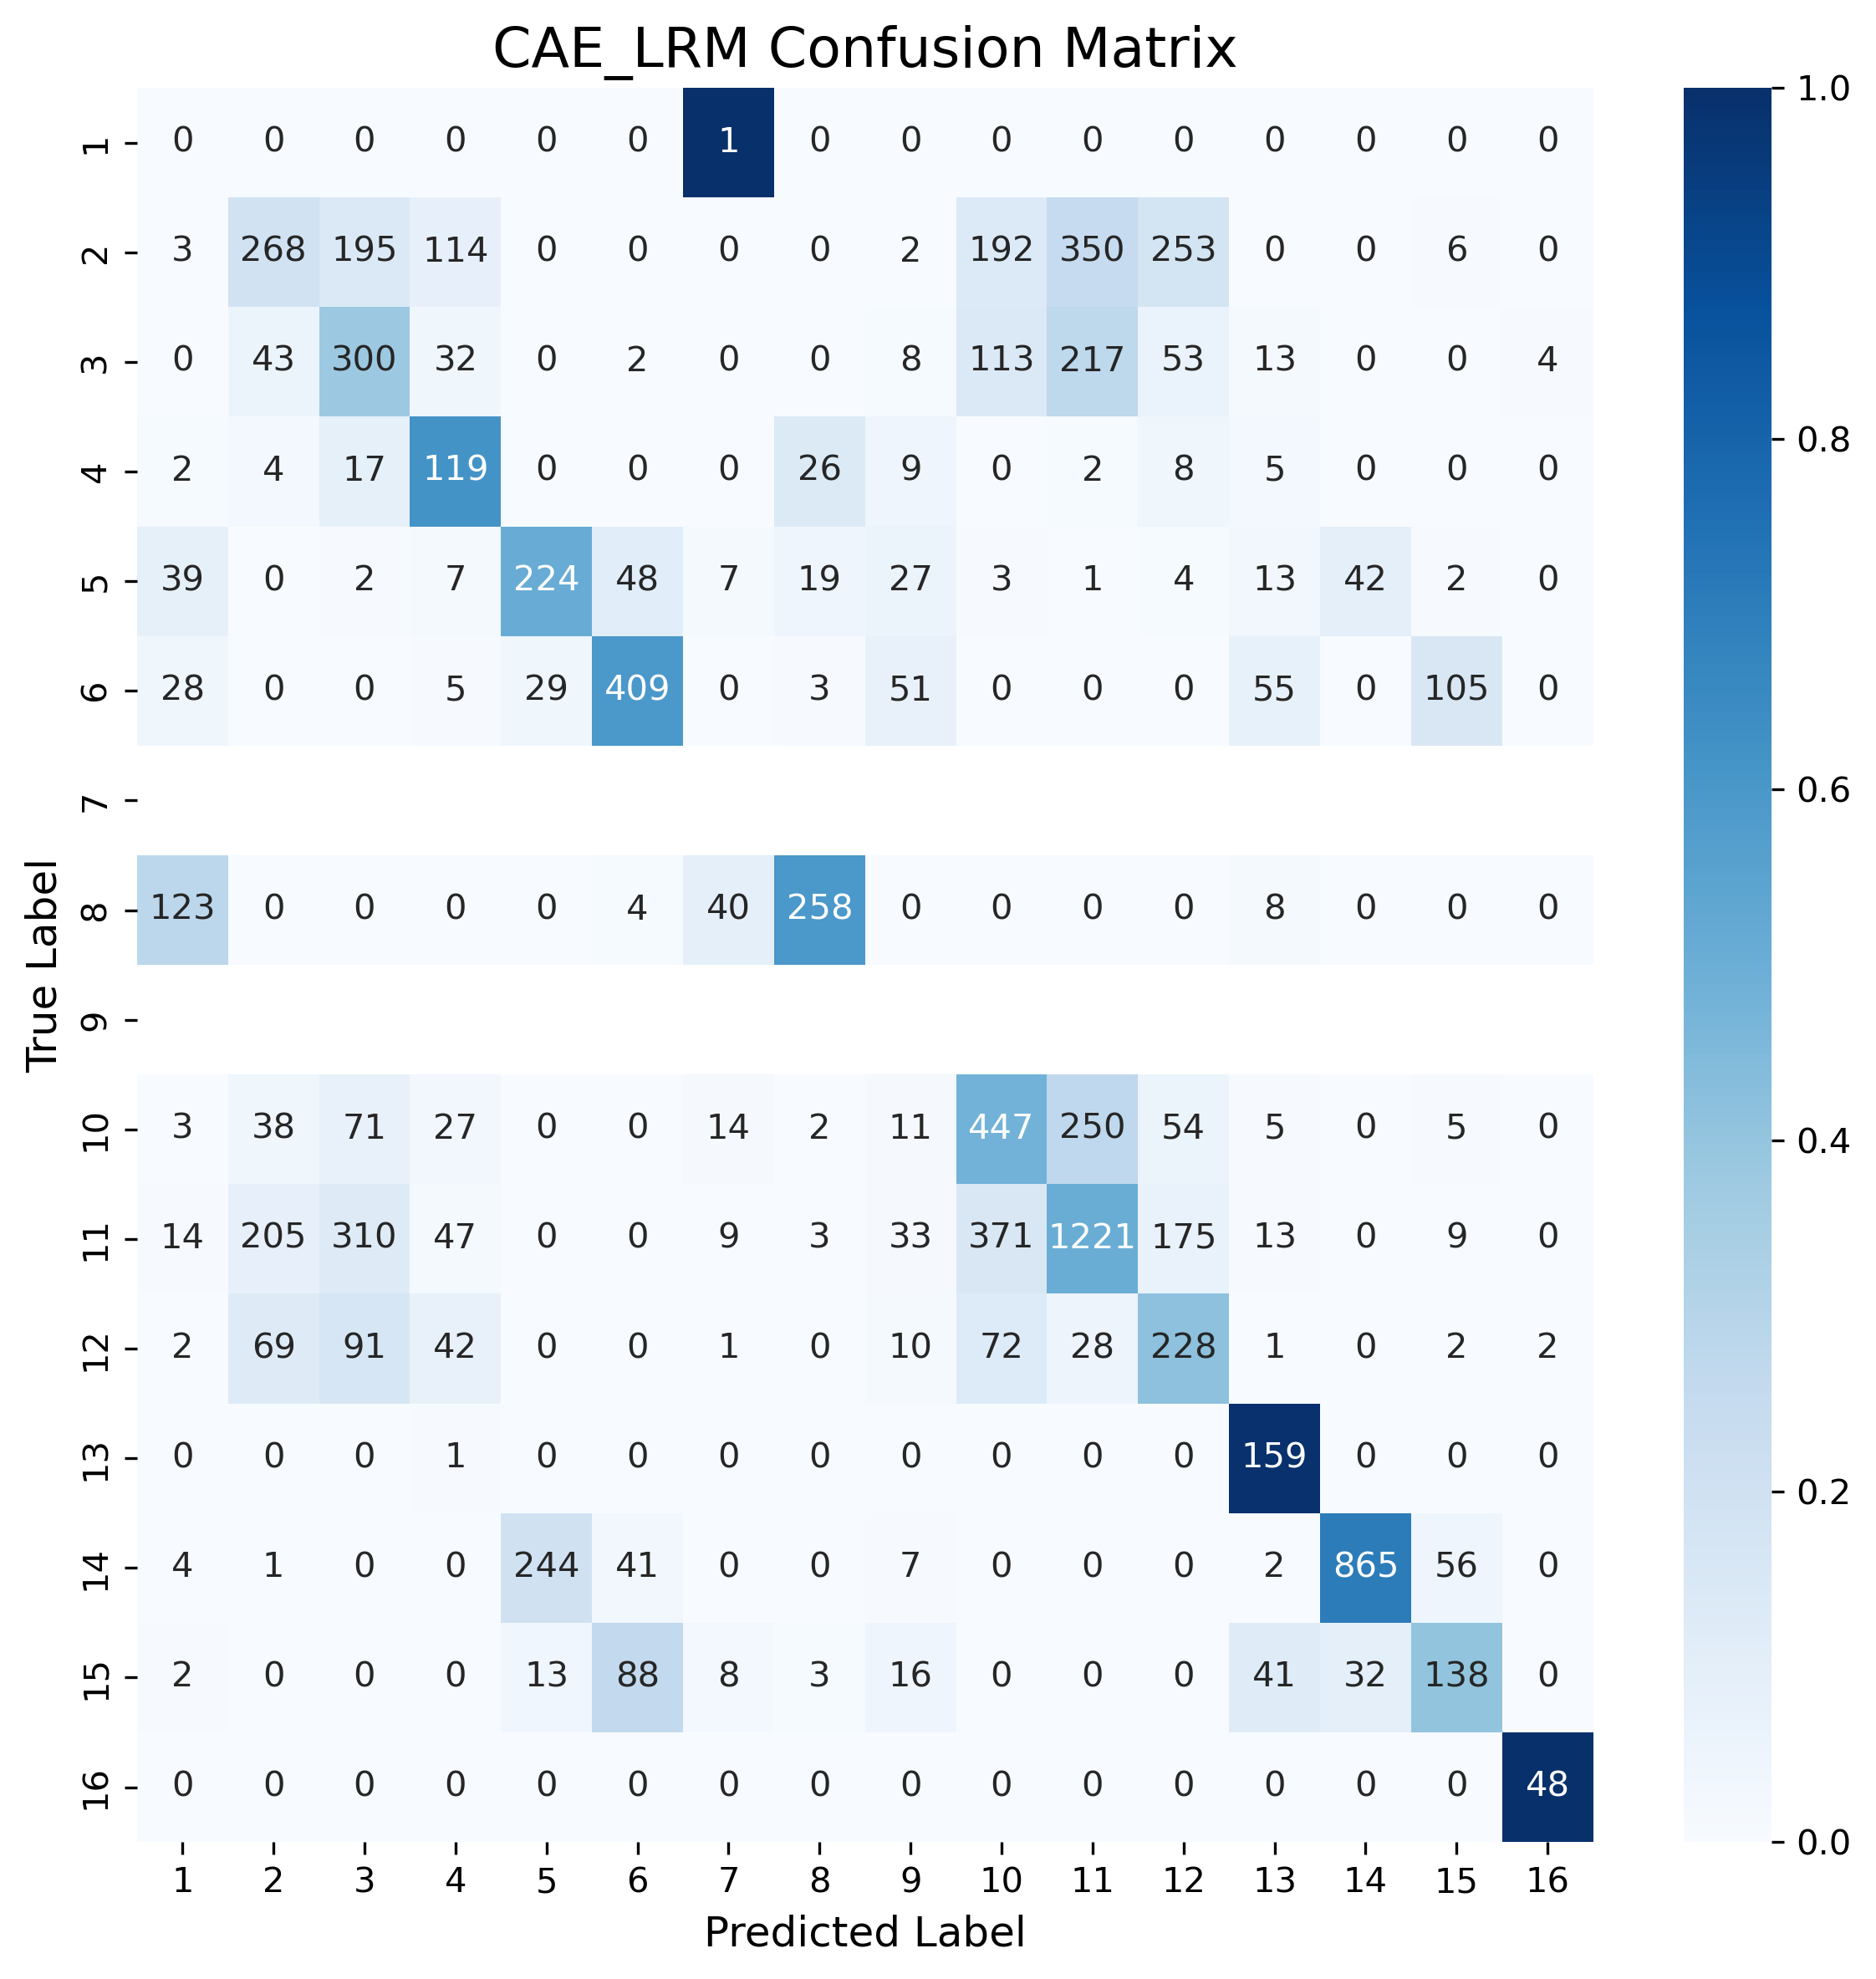 CAE_LRM Confusion Matrix
1 0 0 0 0 0 0 1 0 0 0 0 0 0 0 0 0
2 3 268 195 114 0 0 0 0 2 192 350 253 0 0 6 0
3 0 43 300 32 0 2 0 0 8 113 217 53 13 0 0 4
4 2 4 17 119 0 0 0 26 9 0 2 8 5 0 0 0
5 39 0 2 7 224 48 7 19 27 3 1 4 13 42 2 0
6 28 0 0 5 29 409 0 3 51 0 0 0 55 0 105 0
7
8 123 0 0 0 0 4 40 258 0 0 0 0 8 0 0 0
9
10 3 38 71 27 0 0 14 2 11 447 250 54 5 0 5 0
11 14 205 310 47 0 0 9 3 33 371 1221 175 13 0 9 0
12 2 69 91 42 0 0 1 0 10 72 28 228 1 0 2 2
13 0 0 0 1 0 0 0 0 0 0 0 0 159 0 0 0
14 4 1 0 0 244 41 0 0 7 0 0 0 2 865 56 0
15 2 0 0 0 13 88 8 3 16 0 0 0 41 32 138 0
16 0 0 0 0 0 0 0 0 0 0 0 0 0 0 0 48
1 2 3 4 5 6 7 8 9 10 11 12 13 14 15 16
Predicted Label
True Label
1.0
0.8
0.6
0.4
0.2
0.0